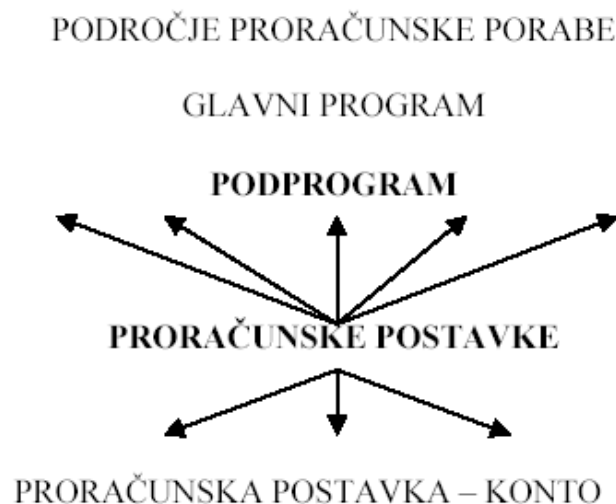 PODROČJE PRORAČUNSKE PORABE
GLAVNI PROGRAM
PODPROGRAM
PRORAČUNSKE POSTAVKE
PRORAČUNSKA POSTAVKA – KONTO